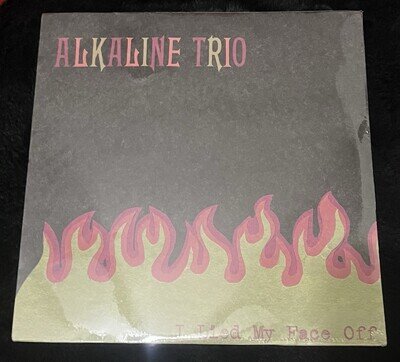 ALKALINE TRIO
I Lied My Face Off